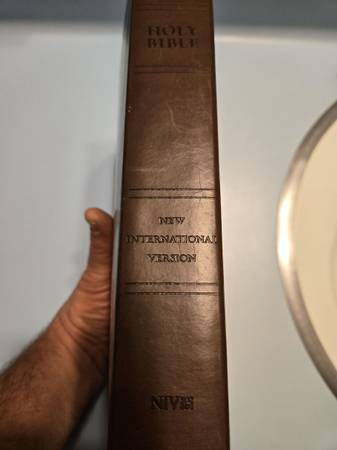 HOLY
BIBLE
NEW
INTERNATIONAL
VERSION
NIV